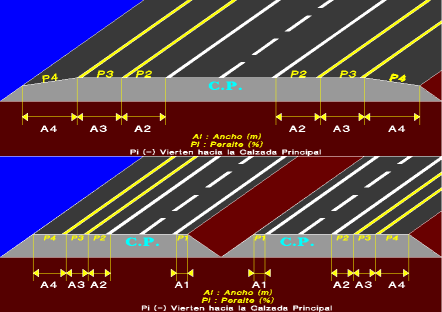 P4 P3 P2 C.P. P2 P3 P4
A4 A3 A2 A2 A3 A4
Ai : Ancho (m)
Pi : Peralte (%)
Pi (-) Vierten hacia la Calzada Principal
P4 P3 P2 C.P. P1 P1 C.P. P2 P3 P4
A4 A3 A2 A1 A1 A2 A3 A4
Ai : Ancho (m)
Pi : Peralte (%)
Pi (-) Vierten hacia la Calzada Principal